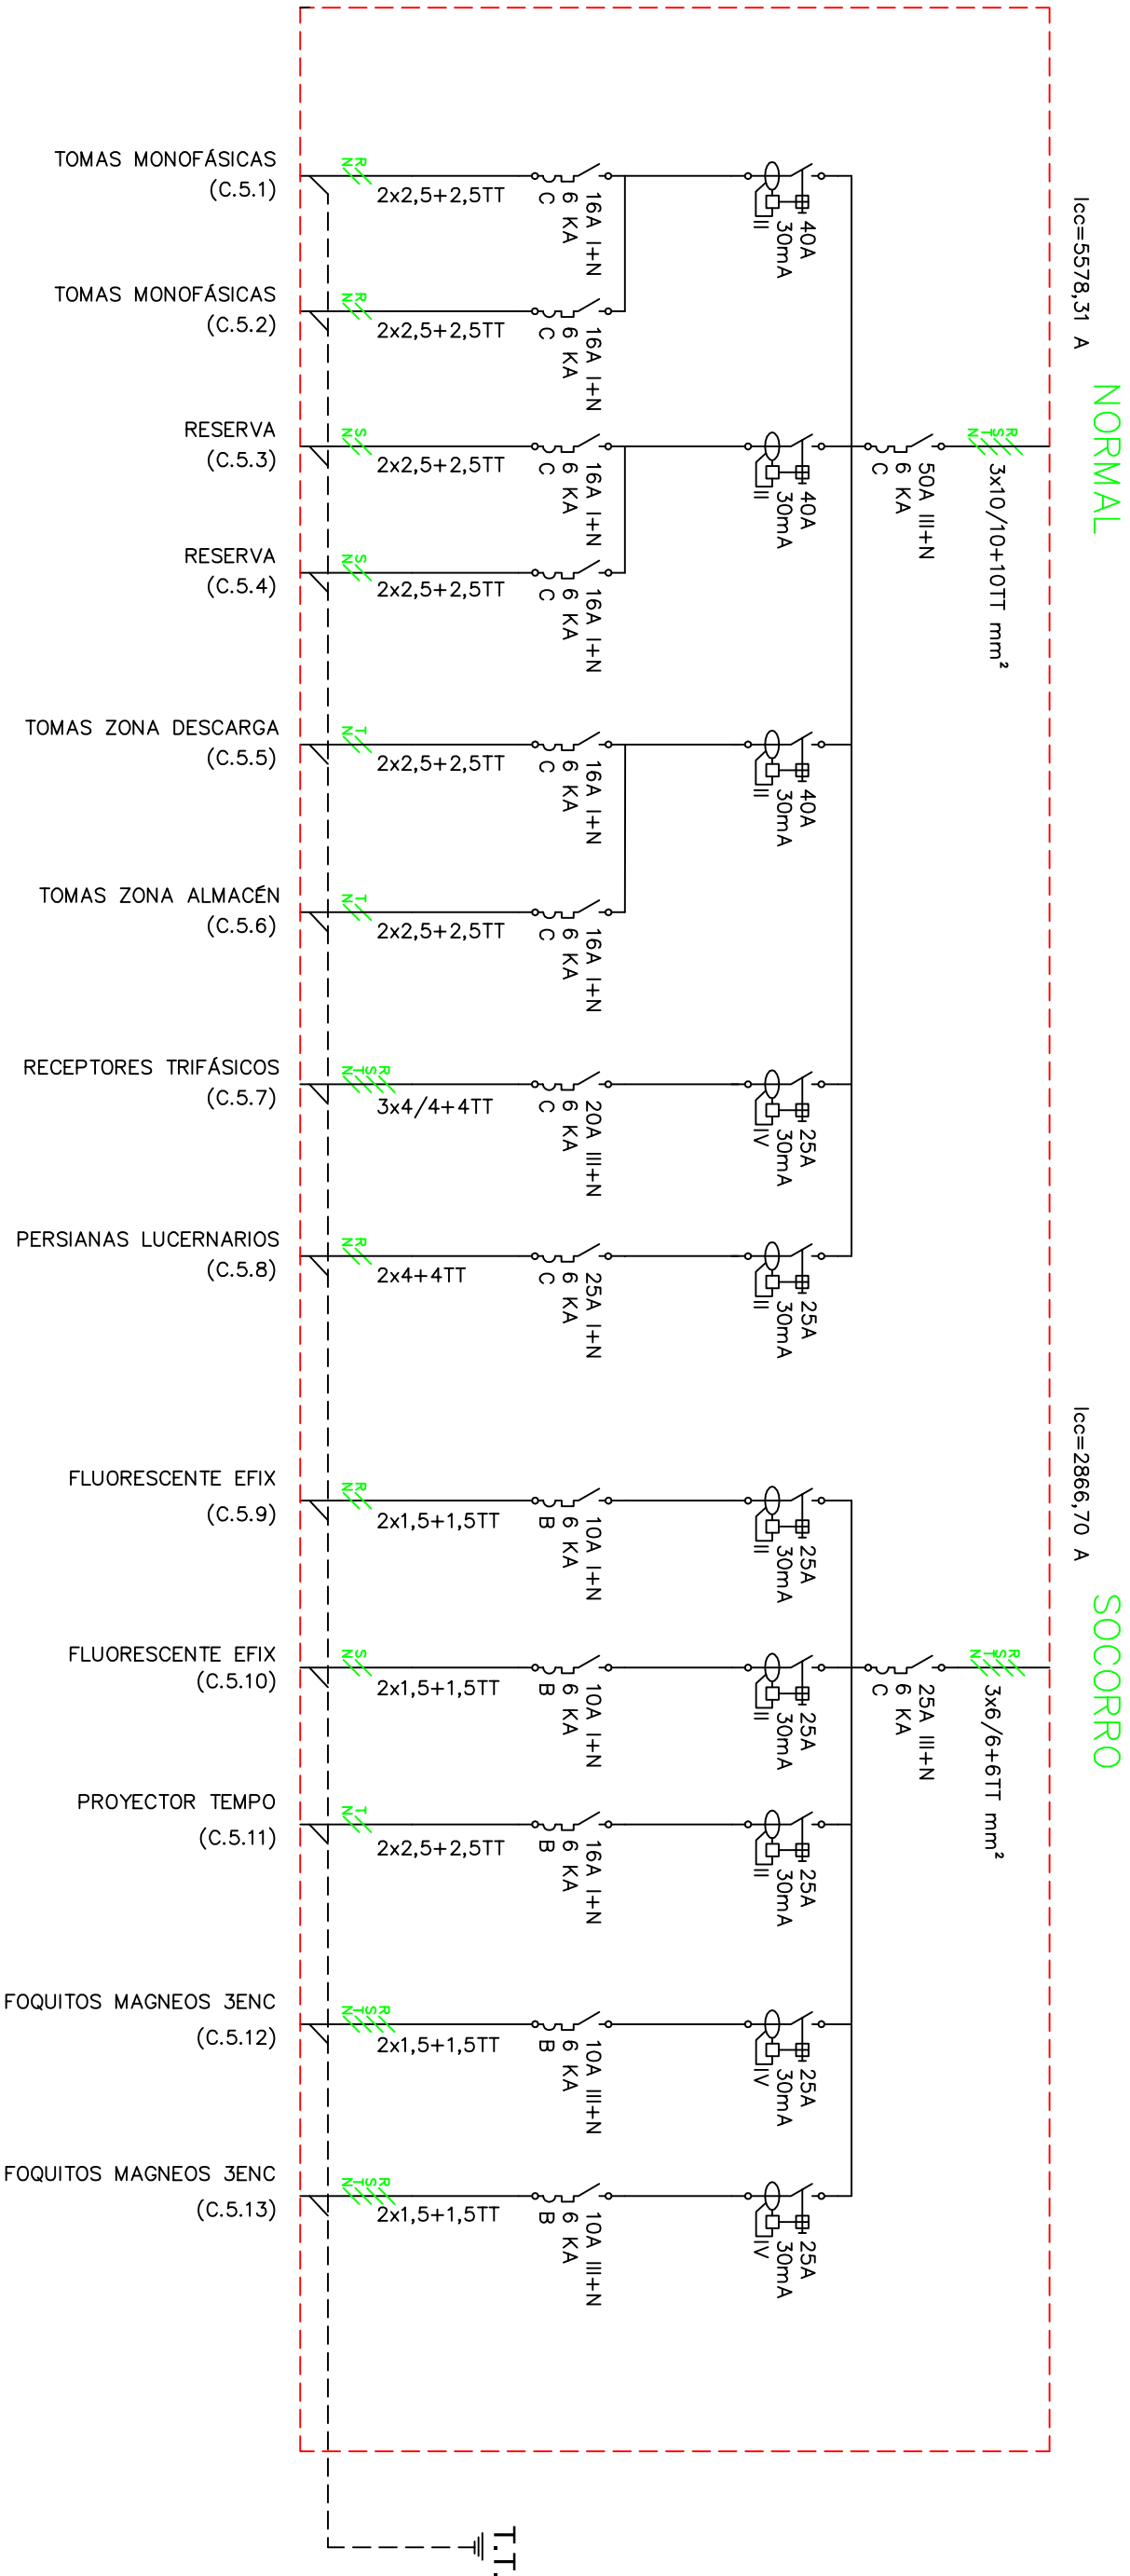 Icc=5578,31 A
NORMAL
R
S
T
N
3x10/10+10TT mm²
50A III+N
6 KA
C
40A
30mA
II
16A I+N
6 KA
C
R
N
2x2,5+2,5TT
TOMAS MONOFÁSICAS
(C.5.1)
16A I+N
6 KA
C
R
N
2x2,5+2,5TT
TOMAS MONOFÁSICAS
(C.5.2)
40A
30mA
II
16A I+N
6 KA
C
S
N
2x2,5+2,5TT
RESERVA
(C.5.3)
16A I+N
6 KA
C
S
N
2x2,5+2,5TT
RESERVA
(C.5.4)
40A
30mA
II
16A I+N
6 KA
C
T
N
2x2,5+2,5TT
TOMAS ZONA DESCARGA
(C.5.5)
16A I+N
6 KA
C
T
N
2x2,5+2,5TT
TOMAS ZONA ALMACÉN
(C.5.6)
25A
30mA
IV
20A III+N
6 KA
C
R
S
T
N
3x4/4+4TT
RECEPTORES TRIFÁSICOS
(C.5.7)
25A
30mA
II
25A I+N
6 KA
C
R
N
2x4+4TT
PERSIANAS LUCERNARIOS
(C.5.8)
Icc=2866,70 A
SOCORRO
R
S
T
N
3x6/6+6TT mm²
25A III+N
6 KA
C
25A
30mA
II
10A I+N
6 KA
B
R
N
2x1,5+1,5TT
FLUORESCENTE EFIX
(C.5.9)
25A
30mA
II
10A I+N
6 KA
B
S
N
2x1,5+1,5TT
FLUORESCENTE EFIX
(C.5.10)
25A
30mA
II
16A I+N
6 KA
B
T
N
2x2,5+2,5TT
PROYECTOR TEMPO
(C.5.11)
25A
30mA
IV
10A III+N
6 KA
B
R
S
T
N
2x1,5+1,5TT
FOQUITOS MAGNEOS 3ENC
(C.5.12)
25A
30mA
IV
10A III+N
6 KA
B
R
S
T
N
2x1,5+1,5TT
FOQUITOS MAGNEOS 3ENC
(C.5.13)
T.T.